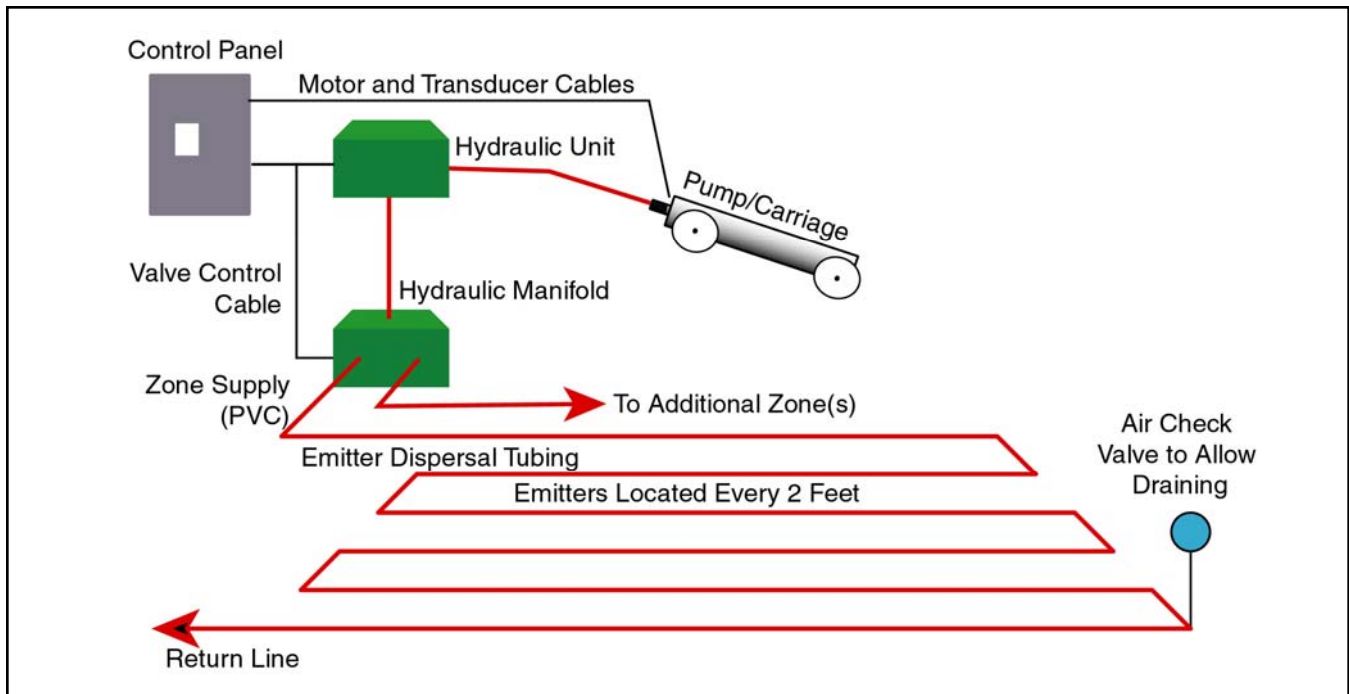 Control Panel
Motor and Transducer Cables
Hydraulic Unit
Pump/Carriage
Valve Control
Cable
Hydraulic Manifold
Zone Supply
(PVC)
To Additional Zone(s)
Air Check
Valve to Allow
Draining
Emitter Dispersal Tubing
Emitters Located Every 2 Feet
Return Line